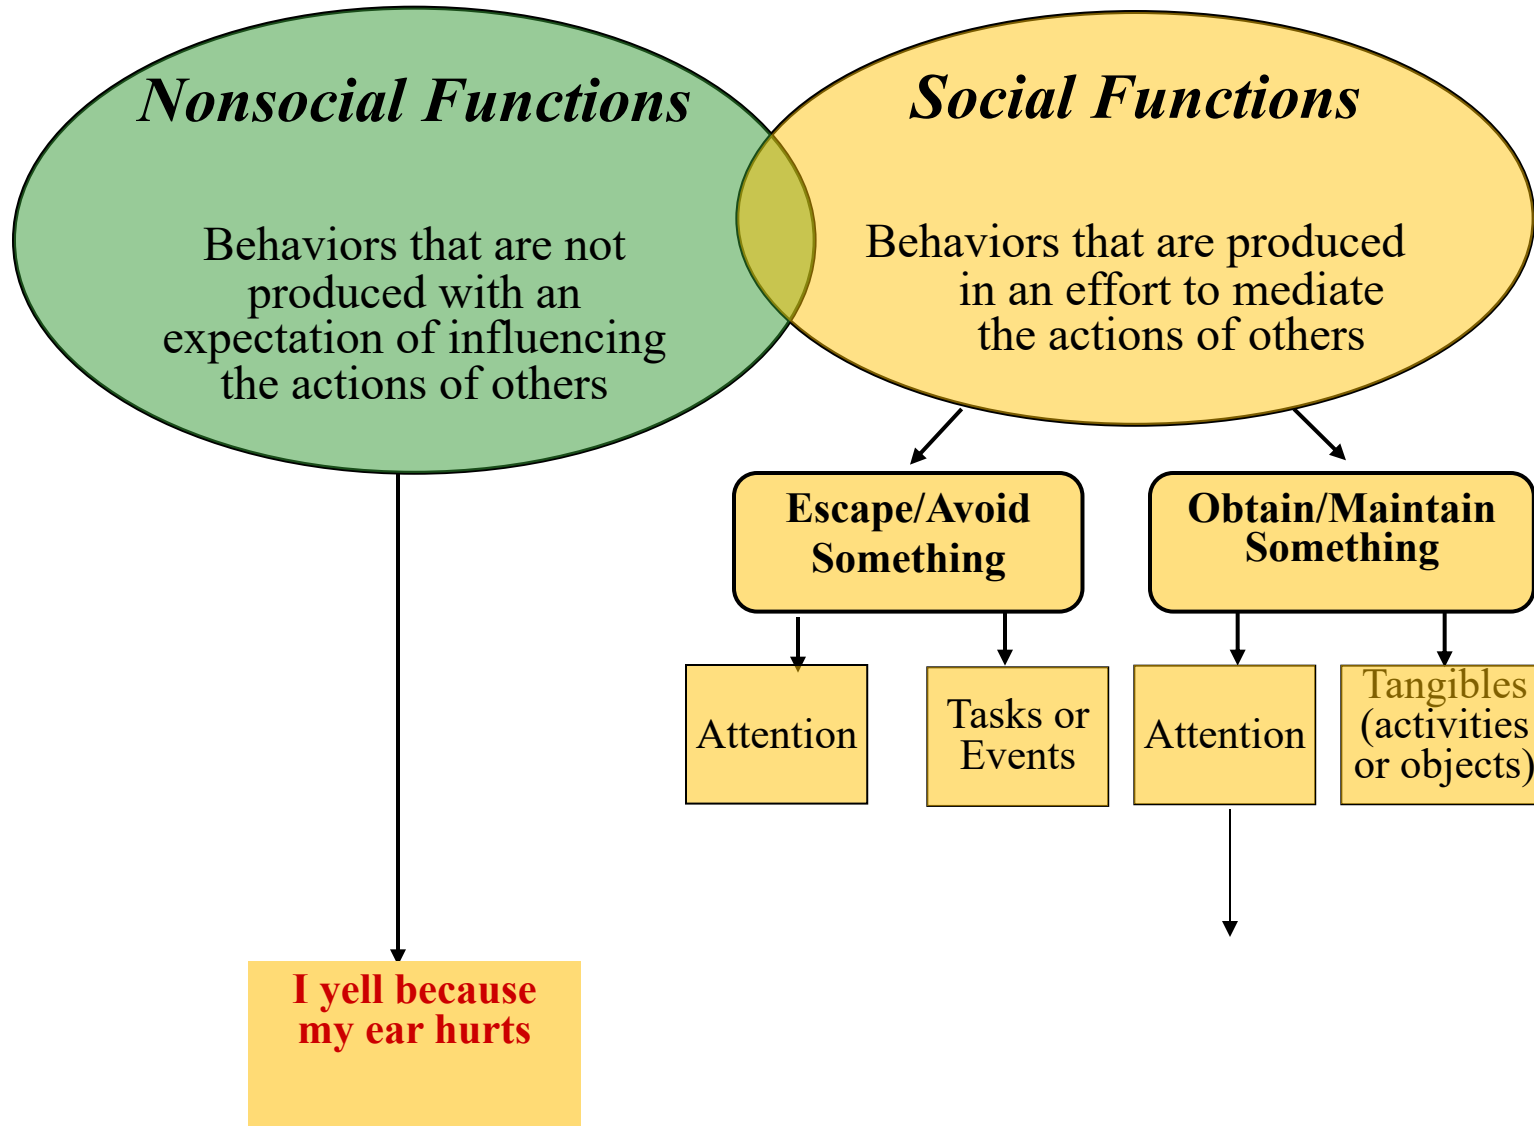 Nonsocial Functions
Behaviors that are not
produced with an
expectation of influencing
the actions of others
Social Functions
Behaviors that are produced
in an effort to mediate
the actions of others
Escape/Avoid
Something
Obtain/Maintain
Something
Attention
Tasks or
Events
Attention
Tangibles
(activities
or objects)
I yell because
my ear hurts